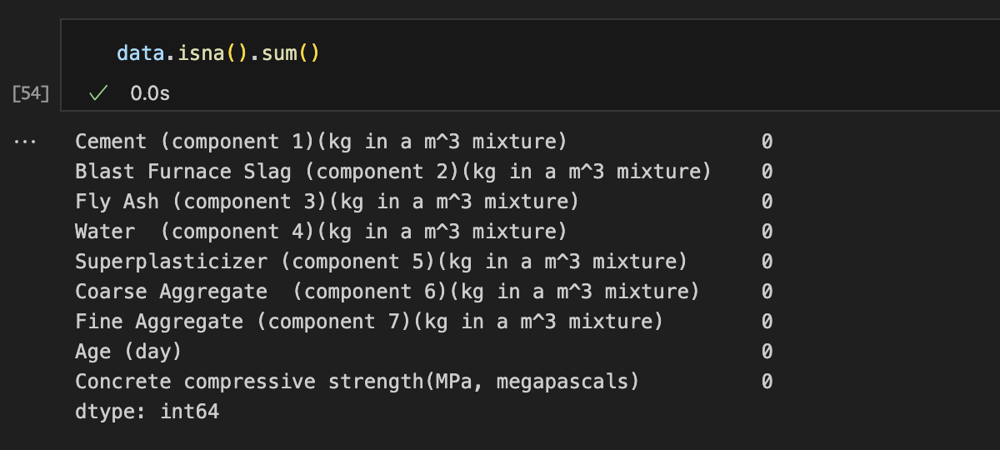 data.isna().sum()
[54]
0.0s
...
Cement (component 1)(kg in a m^3 mixture) 0
Blast Furnace Slag (component 2)(kg in a m^3 mixture) 0
Fly Ash (component 3)(kg in a m^3 mixture) 0
Water  (component 4)(kg in a m^3 mixture) 0
Superplasticizer (component 5)(kg in a m^3 mixture) 0
Coarse Aggregate  (component 6)(kg in a m^3 mixture) 0
Fine Aggregate (component 7)(kg in a m^3 mixture) 0
Age (day) 0
Concrete compressive strength(MPa, megapascals) 0
dtype: int64